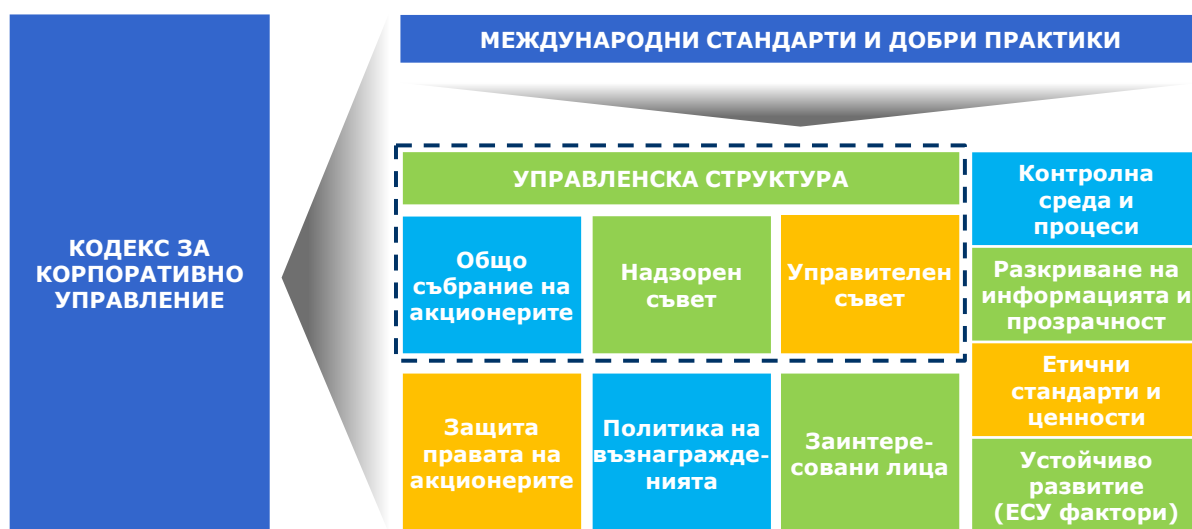 МЕЖДУНАРОДНИ СТАНДАРТИ И ДОБРИ ПРАКТИКИ
КОДЕКС ЗА
КОРПОРАТИВНО
УПРАВЛЕНИЕ
УПРАВЛЕНСКА СТРУКТУРА
Общо
събрание на
акционерите
Надзорен
съвет
Управителен
съвет
Защита
правата на
акционерите
Политика на
възнагражде-
нията
Заинтере-
совани лица
Контролна
среда и
процеси
Разкриване на
информацията и
прозрачност
Етични
стандарти и
ценности
Устойчиво
развитие
(ЕСУ фактори)